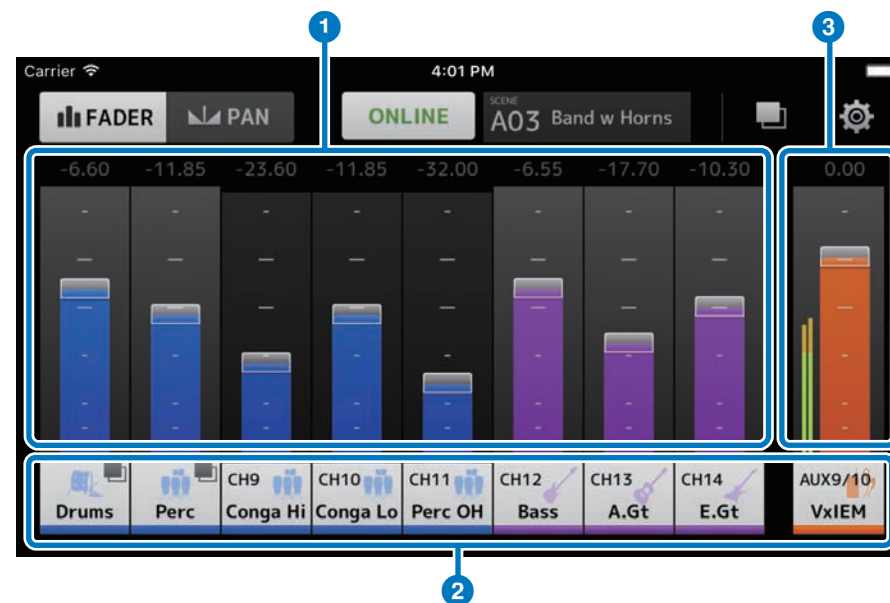 1 3
Carrier 4:01 PM
FADER PAN ONLINE SCENE A03 Band w Horns
-6.60 -11.85 -23.60 -11.85 -32.00 -6.55 -17.70 -10.30 0.00
CH9 CH10 CH11 CH12 CH13 CH14 AUX9/10
Drums Perc Conga Hi Conga Lo Perc OH Bass A.Gt E.Gt VxIEM
2